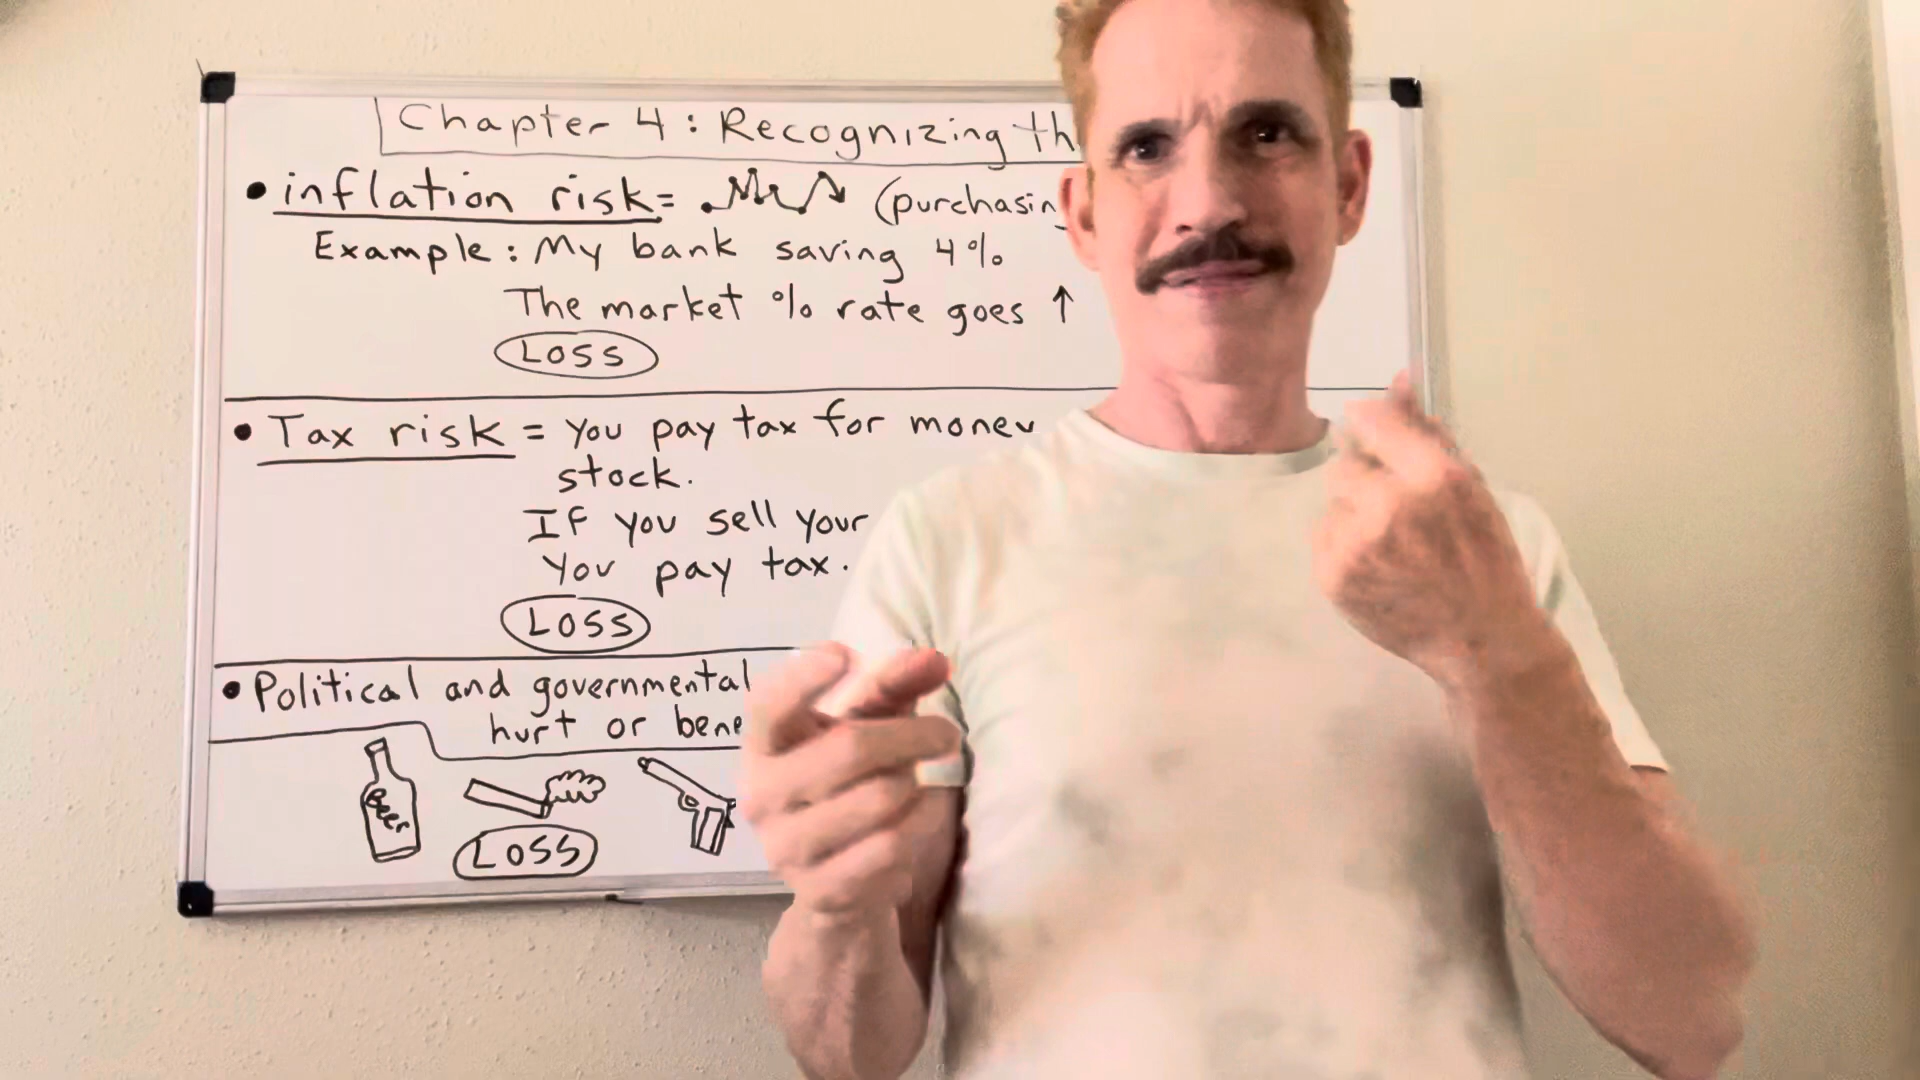 Chapter 4: Recognizing th
• inflation risk= (purchasin
Example: My bank saving 4%
The market % rate goes ↑
LOSS
• Tax risk = You pay tax for money
stock.
If you sell your
you pay tax.
LOSS
• Political and governmental
hurt or bene
Beer
LOSS